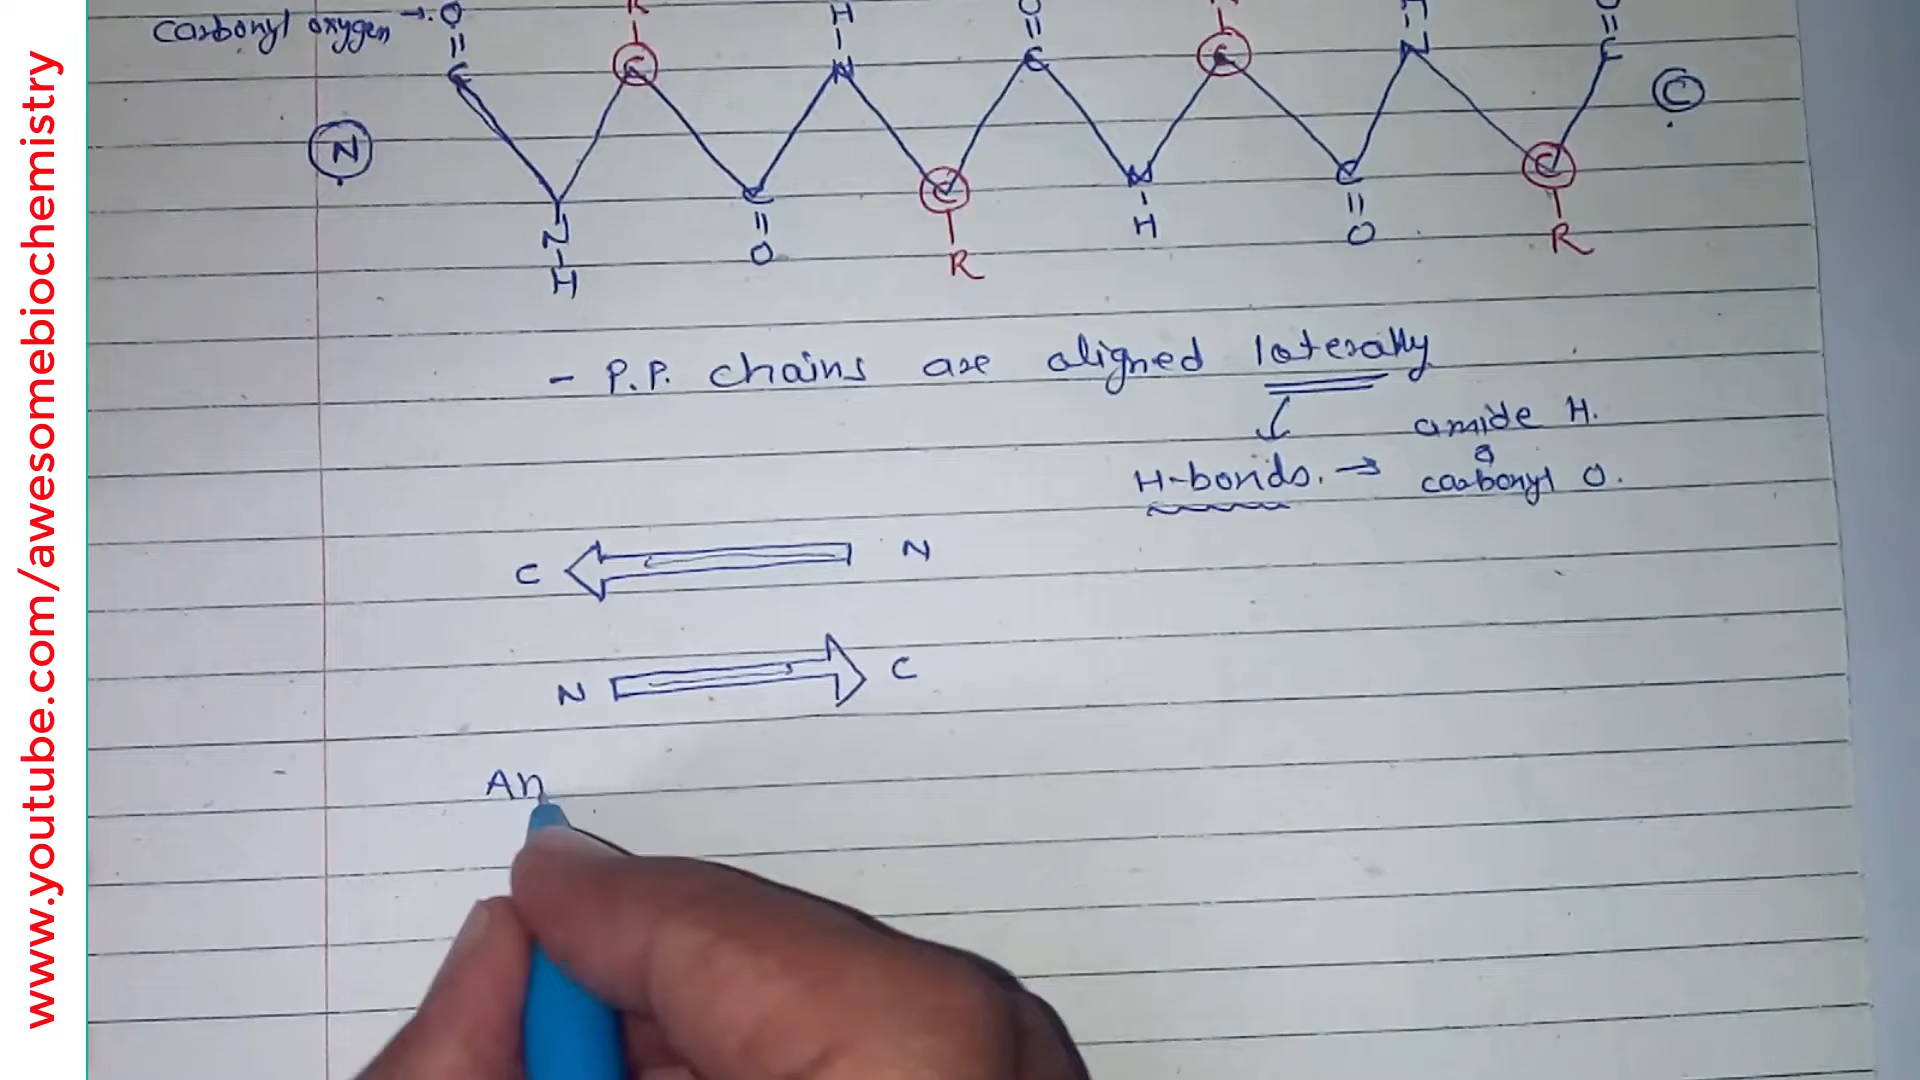 www.youtube.com/awesomebiochemistry
carbonyl oxygen → O
R H O R H O
C C N C C N C
N C
N C C N C C
H O R H O R
- P.P. chains are aligned laterally
H-bonds. → amide H.
& carbonyl O.
C N
N C
An